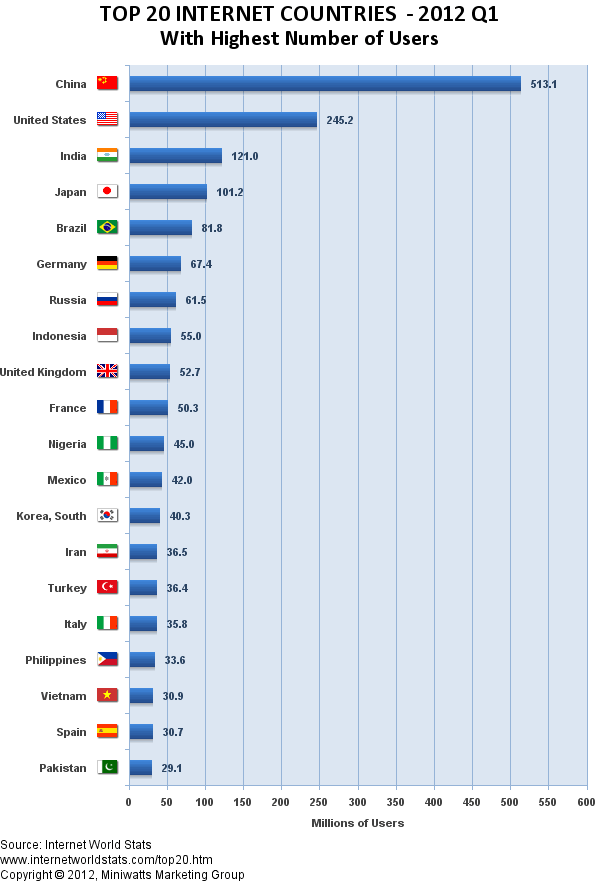 TOP 20 INTERNET COUNTRIES - 2012 Q1
With Highest Number of Users
China 513.1
United States 245.2
India 121.0
Japan 101.2
Brazil 81.8
Germany 67.4
Russia 61.5
Indonesia 55.0
United Kingdom 52.7
France 50.3
Nigeria 45.0
Mexico 42.0
Korea, South 40.3
Iran 36.5
Turkey 36.4
Italy 35.8
Philippines 33.6
Vietnam 30.9
Spain 30.7
Pakistan 29.1
0 50 100 150 200 250 300 350 400 450 500 550 600
Millions of Users
Source: Internet World Stats
www.internetworldstats.com/top20.htm
Copyright © 2012, Miniwatts Marketing Group